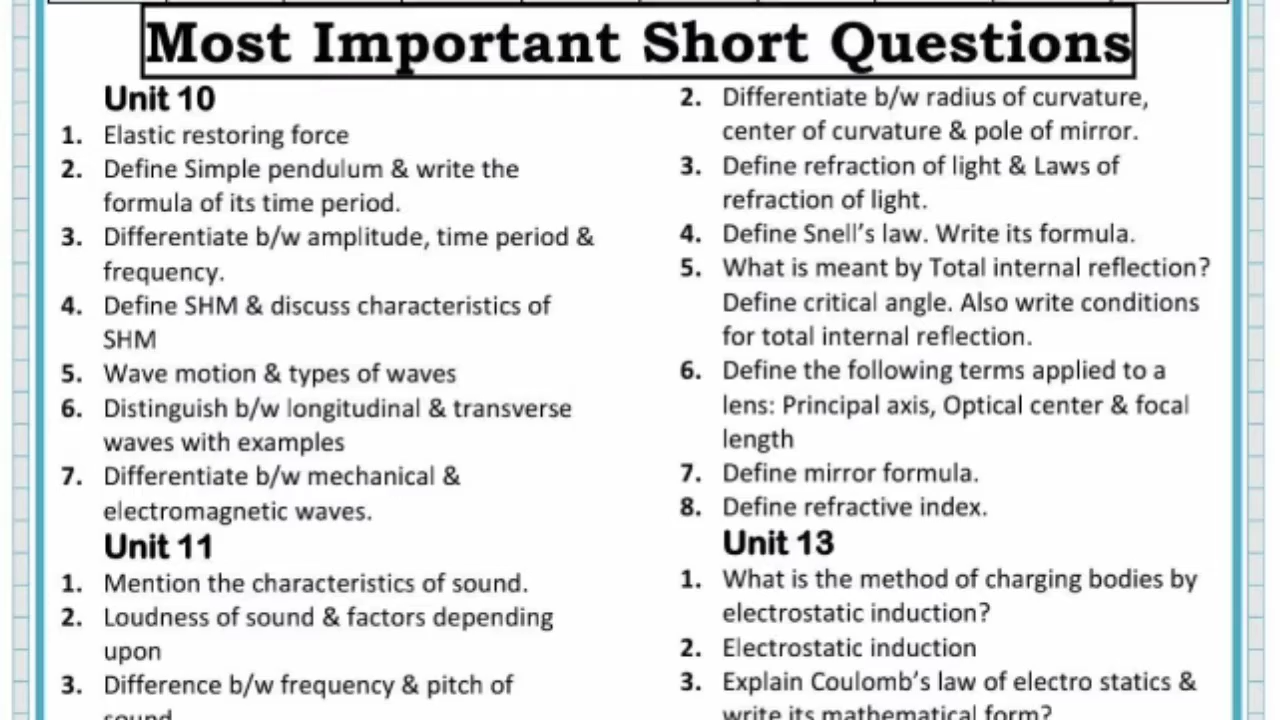 Most Important Short Questions
Unit 10
1. Elastic restoring force
2. Define Simple pendulum & write the
formula of its time period.
3. Differentiate b/w amplitude, time period &
frequency.
4. Define SHM & discuss characteristics of
SHM
5. Wave motion & types of waves
6. Distinguish b/w longitudinal & transverse
waves with examples
7. Differentiate b/w mechanical &
electromagnetic waves.
Unit 11
1. Mention the characteristics of sound.
2. Loudness of sound & factors depending
upon
3. Difference b/w frequency & pitch of
sound
2. Differentiate b/w radius of curvature,
center of curvature & pole of mirror.
3. Define refraction of light & Laws of
refraction of light.
4. Define Snell’s law. Write its formula.
5. What is meant by Total internal reflection?
Define critical angle. Also write conditions
for total internal reflection.
6. Define the following terms applied to a
lens: Principal axis, Optical center & focal
length
7. Define mirror formula.
8. Define refractive index.
Unit 13
1. What is the method of charging bodies by
electrostatic induction?
2. Electrostatic induction
3. Explain Coulomb’s law of electro statics &
write its mathematical form?